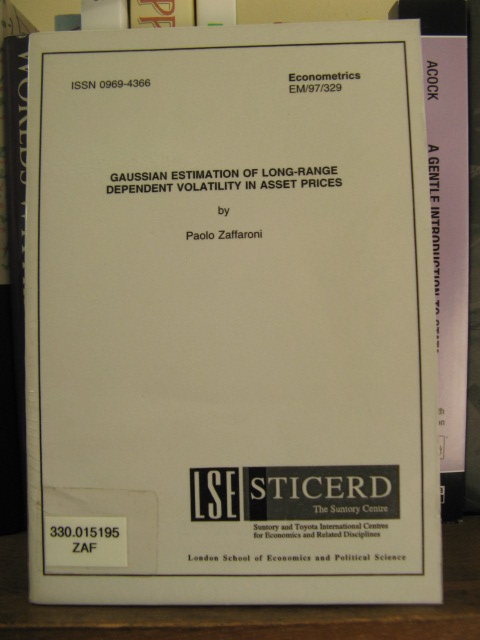 ISSN 0969-4366
Econometrics
EM/97/329
GAUSSIAN ESTIMATION OF LONG-RANGE
DEPENDENT VOLATILITY IN ASSET PRICES
by
Paolo Zaffaroni
LSE STICERD
The Suntory Centre
Suntory and Toyota International Centres
for Economics and Related Disciplines
London School of Economics and Political Science
330.015195
ZAF
ACOCK
A GENTLE INTRODUCTION TO